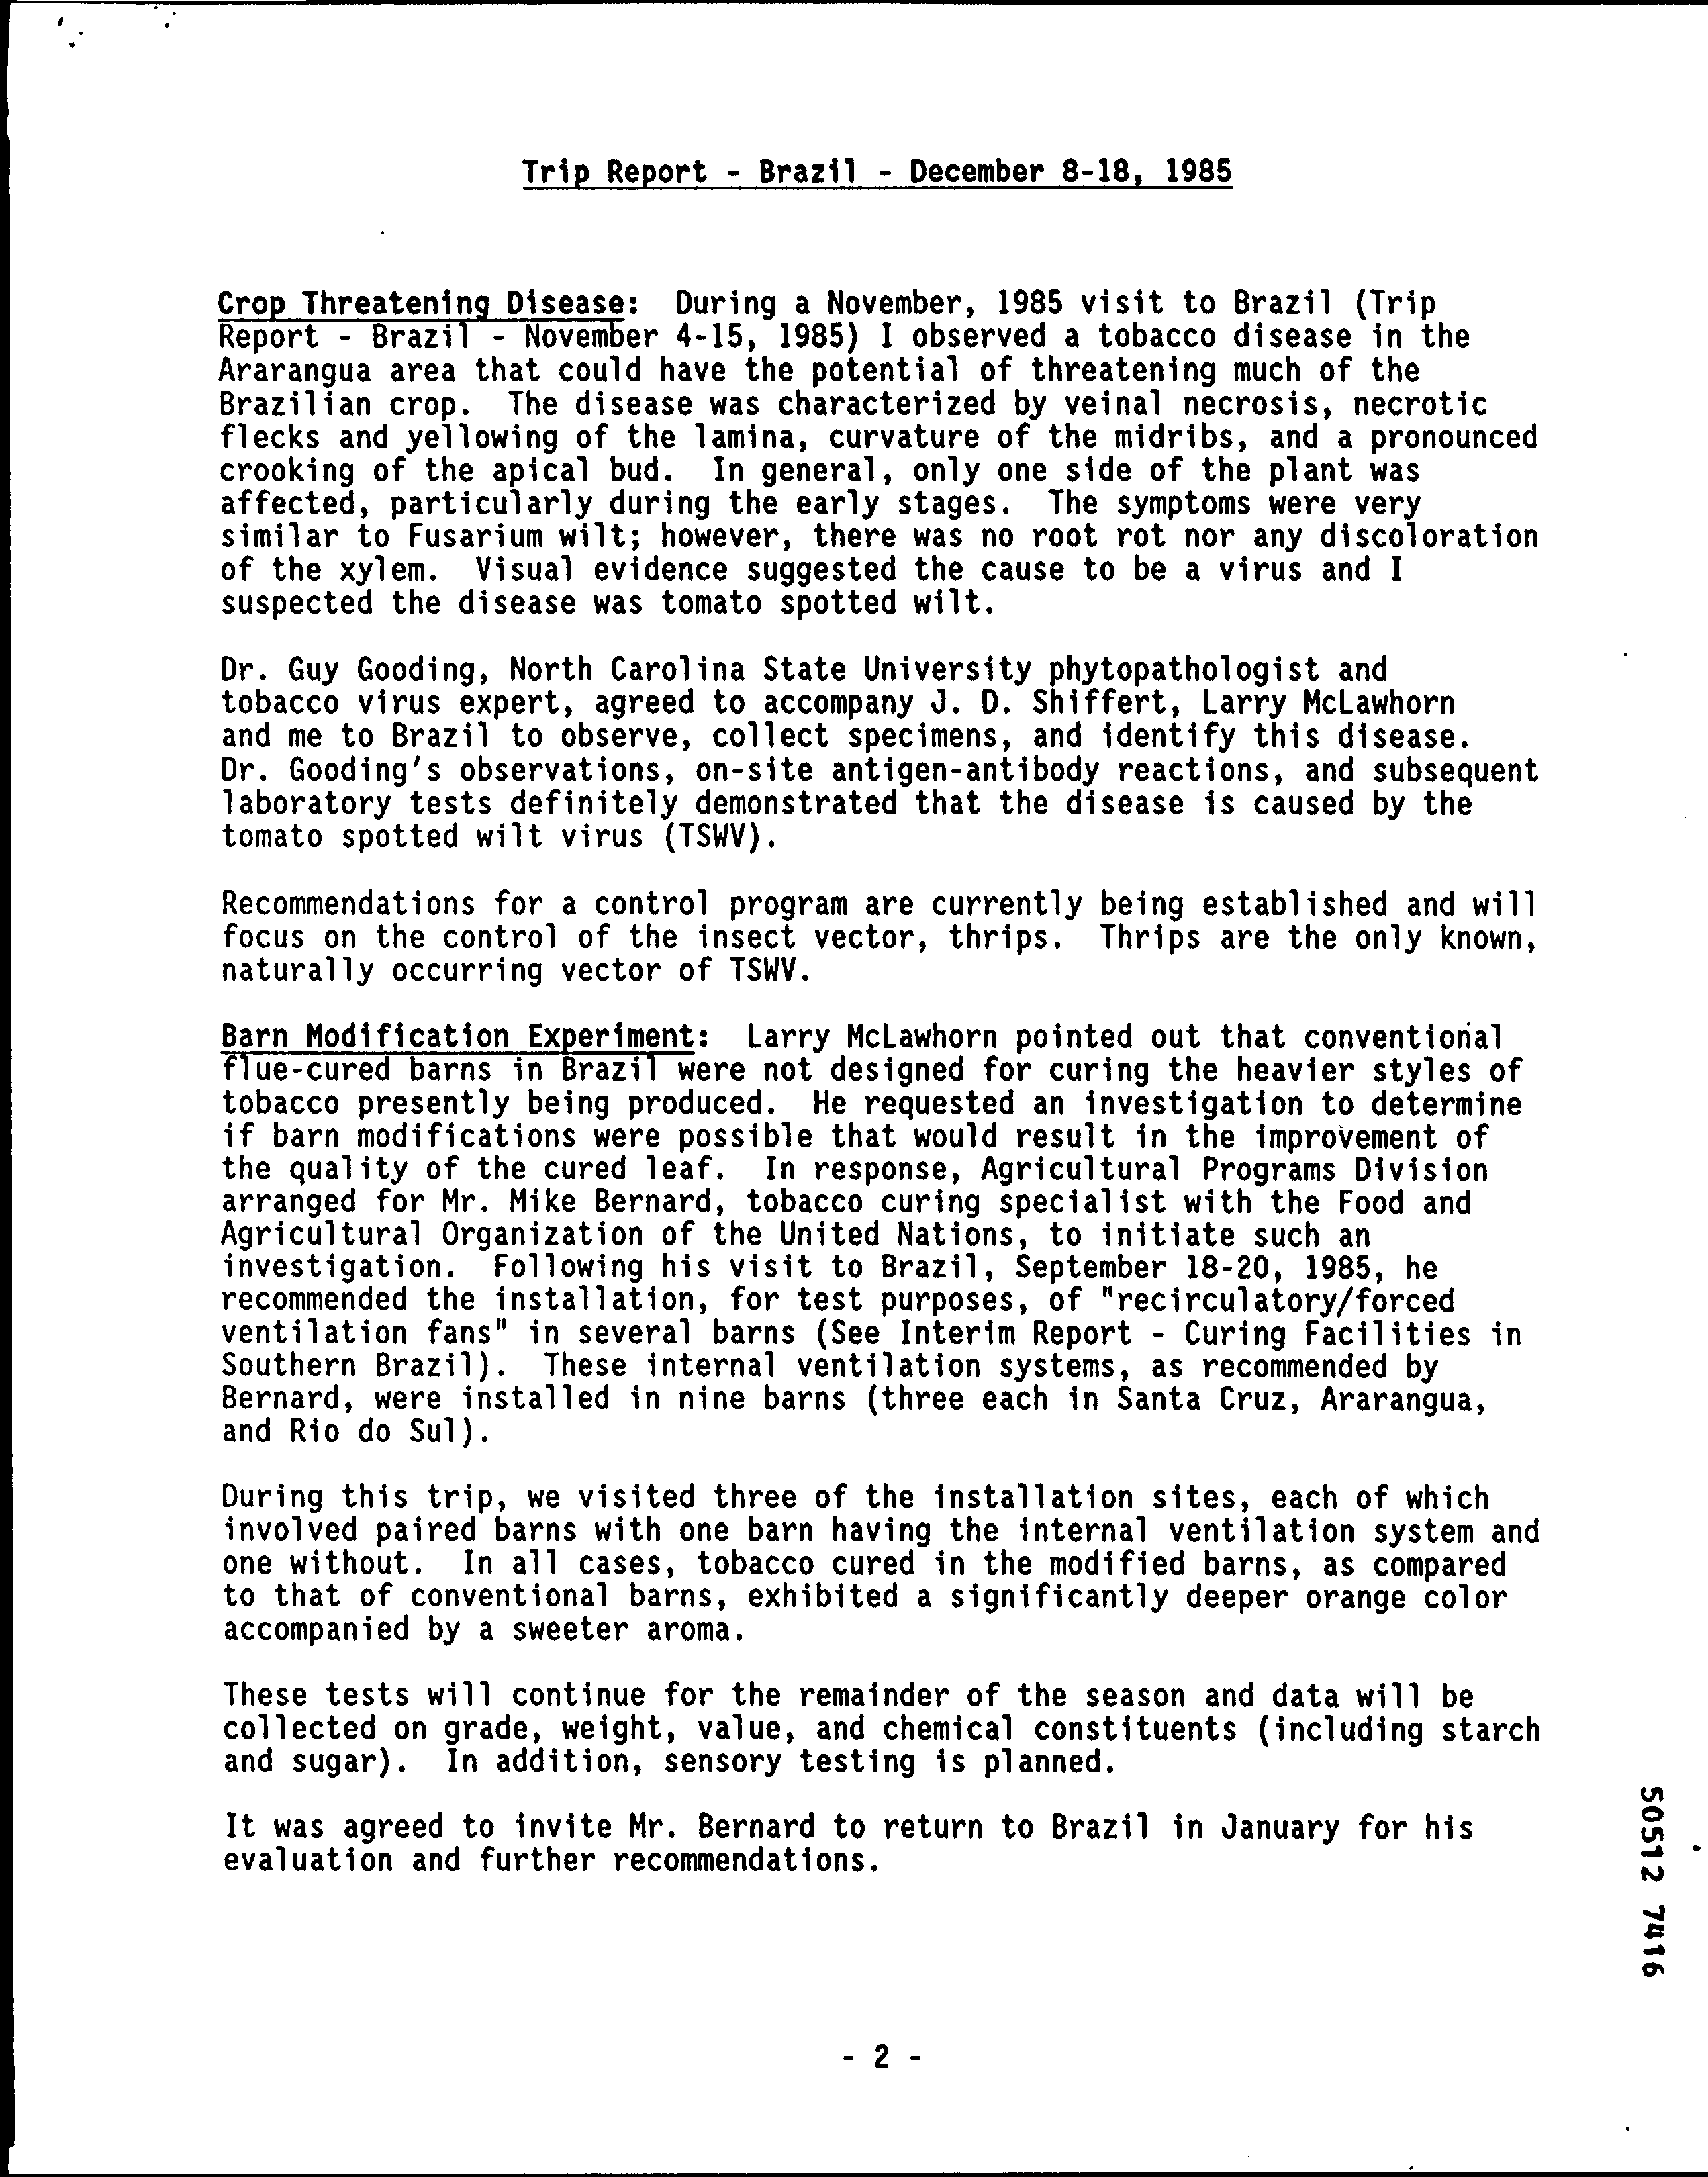 Trip Report - Brazil - December 8-18, 1985
Crop Threatening Disease: During a November, 1985 visit to Brazil (Trip
Report - Brazil - November 4-15, 1985) I observed a tobacco disease in the
Ararangua area that could have the potential of threatening much of the
Brazilian crop. The disease was characterized by veinal necrosis, necrotic
flecks and yellowing of the lamina, curvature of the midribs, and a pronounced
crooking of the apical bud. In general, only one side of the plant was
affected, particularly during the early stages. The symptoms were very
similar to Fusarium wilt; however, there was no root rot nor any discoloration
of the xylem. Visual evidence suggested the cause to be a virus and I
suspected the disease was tomato spotted wilt.
Dr. Guy Gooding, North Carolina State University phytopathologist and
tobacco virus expert, agreed to accompany J. D. Shiffert, Larry McLawhorn
and me to Brazil to observe, collect specimens, and identify this disease.
Dr. Gooding's observations, on-site antigen-antibody reactions, and subsequent
laboratory tests definitely demonstrated that the disease is caused by the
tomato spotted wilt virus (TSWV).
Recommendations for a control program are currently being established and will
focus on the control of the insect vector, thrips. Thrips are the only known,
naturally occurring vector of TSWV.
Barn Modification Experiment: Larry McLawhorn pointed out that conventional
flue-cured barns in Brazil were not designed for curing the heavier styles of
tobacco presently being produced. He requested an investigation to determine
if barn modifications were possible that would result in the improvement of
the quality of the cured leaf. In response, Agricultural Programs Division
arranged for Mr. Mike Bernard, tobacco curing specialist with the Food and
Agricultural Organization of the United Nations, to initiate such an
investigation. Following his visit to Brazil, September 18-20, 1985, he
recommended the installation, for test purposes, of "recirculatory/forced
ventilation fans" in several barns (See Interim Report - Curing Facilities in
Southern Brazil). These internal ventilation systems, as recommended by
Bernard, were installed in nine barns (three each in Santa Cruz, Ararangua,
and Rio do Sul).
During this trip, we visited three of the installation sites, each of which
involved paired barns with one barn having the internal ventilation system and
one without. In all cases, tobacco cured in the modified barns, as compared
to that of conventional barns, exhibited a significantly deeper orange color
accompanied by a sweeter aroma.
These tests will continue for the remainder of the season and data will be
collected on grade, weight, value, and chemical constituents (including starch
and sugar). In addition, sensory testing is planned.
It was agreed to invite Mr. Bernard to return to Brazil in January for his
evaluation and further recommendations.
50512 7416
- 2 -